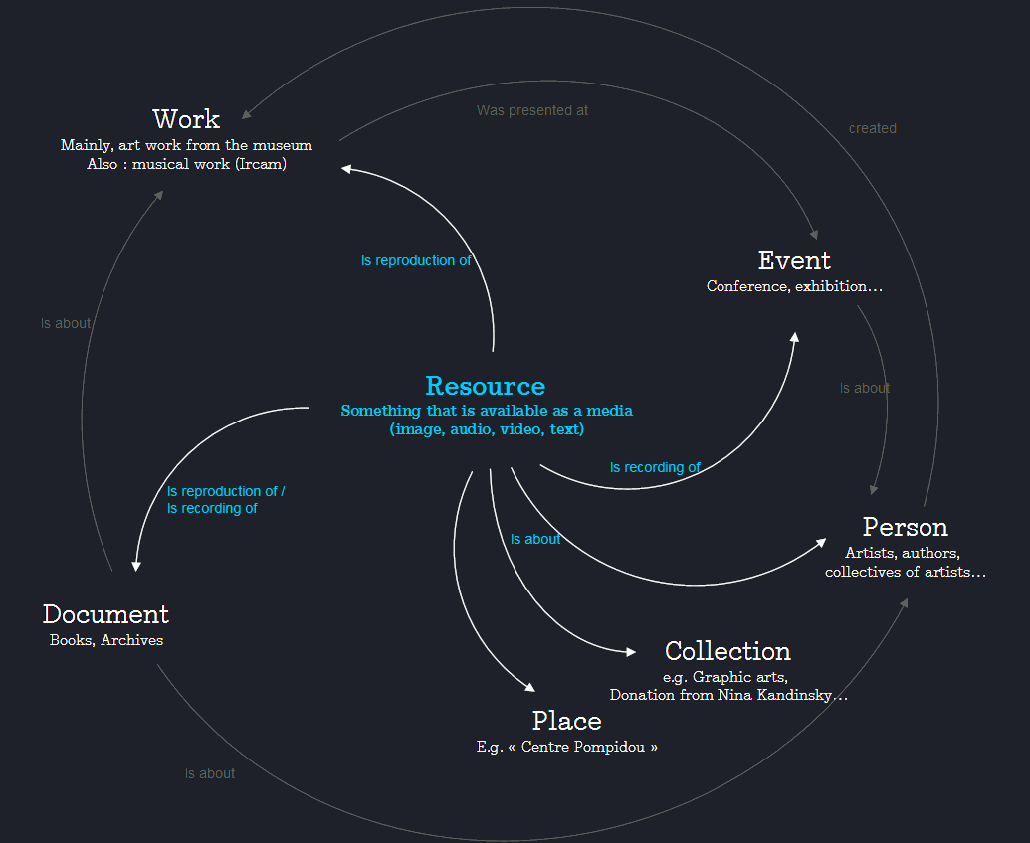 Was presented at
Work
created
Mainly, art work from the museum
Also : musical work (Ircam)
Is reproduction of
Event
Conference, exhibition...
Is about
Resource
Something that is available as a media
(image, audio, video, text)
Is about
Is recording of
Is reproduction of /
Is recording of
Is about
Person
Artists, authors,
collectives of artists...
Document
Books, Archives
Collection
e.g. Graphic arts,
Donation from Nina Kandinsky...
Place
E.g. « Centre Pompidou »
Is about